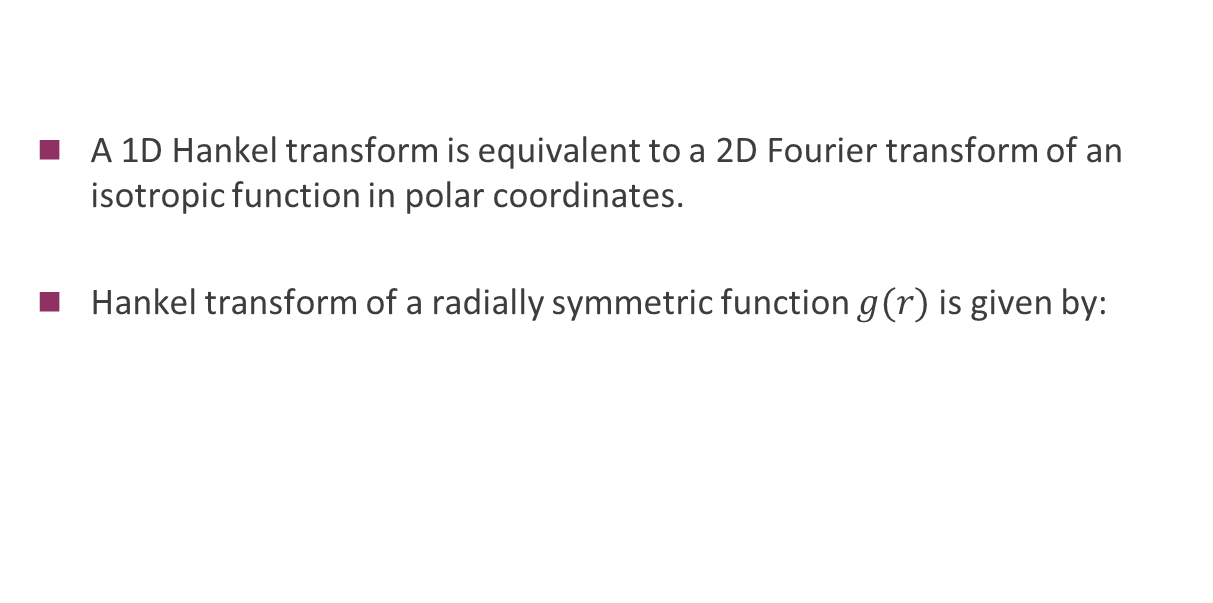 A 1D Hankel transform is equivalent to a 2D Fourier transform of an
isotropic function in polar coordinates.
Hankel transform of a radially symmetric function g(r) is given by: